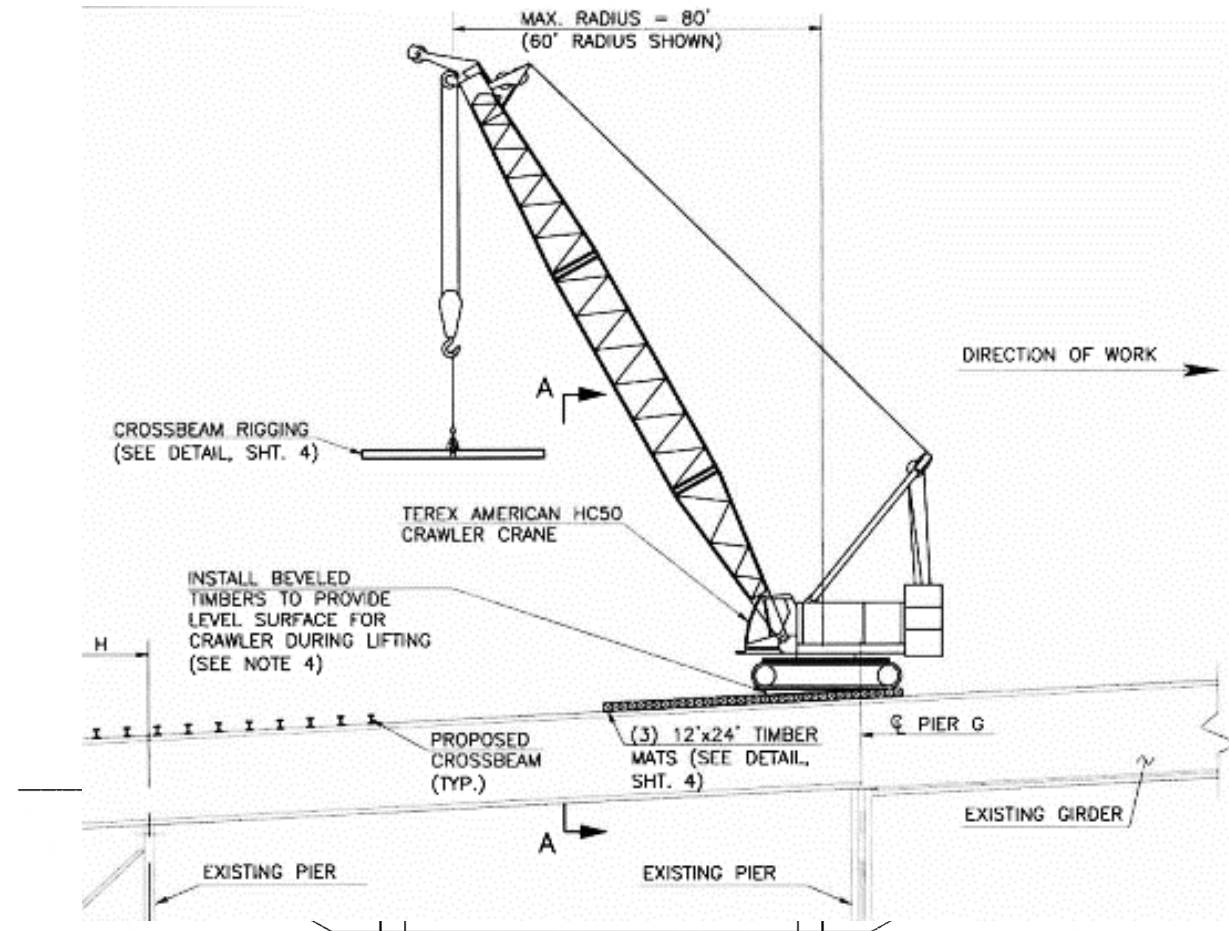 MAX. RADIUS = 80'
(60' RADIUS SHOWN)
DIRECTION OF WORK
A
CROSSBEAM RIGGING
(SEE DETAIL, SHT. 4)
TEREX AMERICAN HC50
CRAWLER CRANE
INSTALL BEVELED
TIMBERS TO PROVIDE
LEVEL SURFACE FOR
CRAWLER DURING LIFTING
(SEE NOTE 4)
H
PROPOSED
CROSSBEAM
(TYP.)
(3) 12'x24' TIMBER
MATS (SEE DETAIL,
SHT. 4)
℄ PIER G
EXISTING GIRDER
A
EXISTING PIER
EXISTING PIER